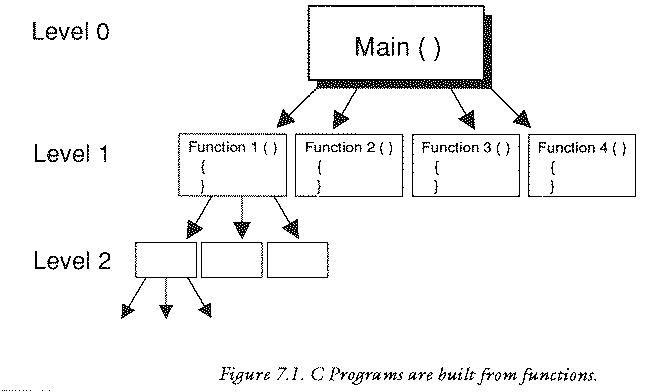 Level 0
Main ( )
Level 1
Function 1 ( )
{
}
Function 2 ( )
{
}
Function 3 ( )
{
}
Function 4 ( )
{
}
Level 2
Figure 7.1. C Programs are built from functions.